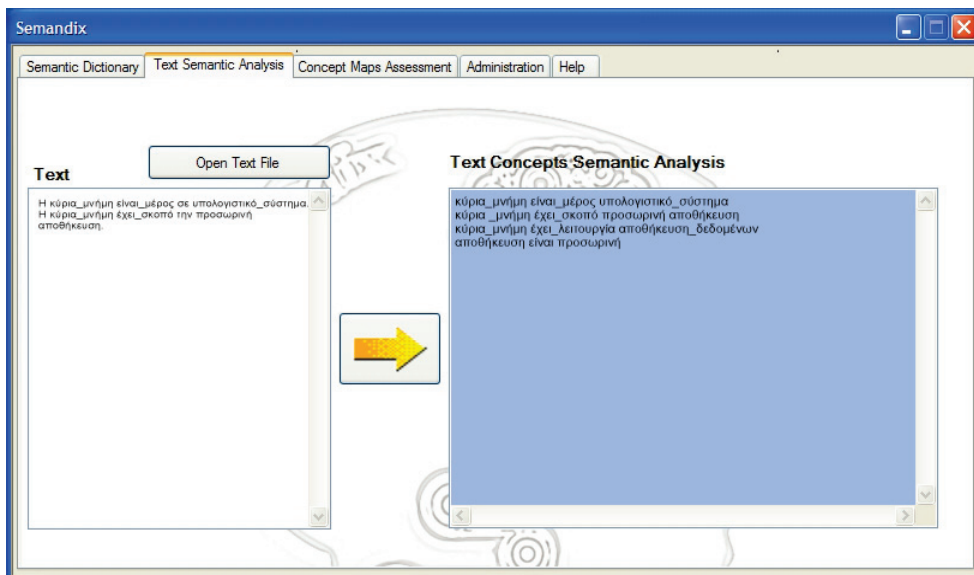 Semandix
Semantic Dictionary Text Semantic Analysis Concept Maps Assessment Administration Help
Open Text File
Text
Η κύρια_μνήμη είναι_μέρος σε υπολογιστικό_σύστημα.
Η κύρια_μνήμη έχει_σκοπό την προσωρινή
αποθήκευση.
Text Concepts Semantic Analysis
κύρια_μνήμη είναι_μέρος υπολογιστικό_σύστημα
κύρια _μνήμη έχει_σκοπό προσωρινή αποθήκευση
κύρια_μνήμη έχει_λειτουργία αποθήκευση_δεδομένων
αποθήκευση είναι προσωρινή